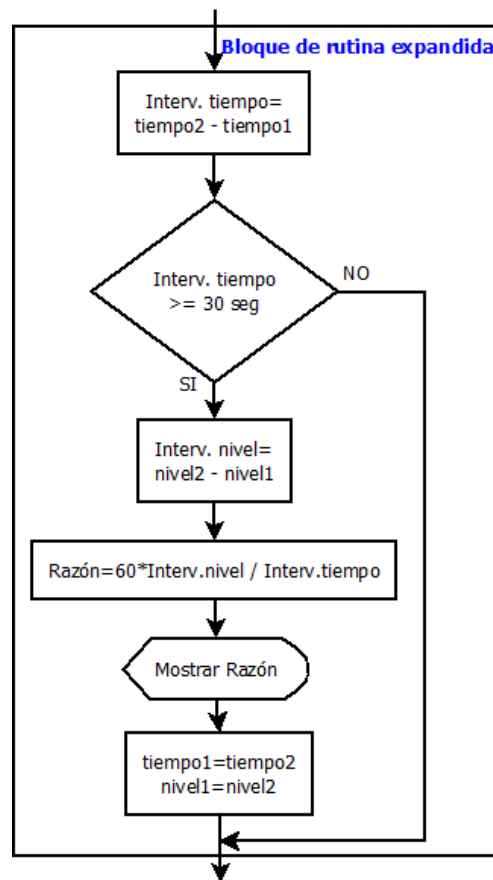 Bloque de rutina expandida
Interv. tiempo=
tiempo2 - tiempo1
Interv. tiempo
>= 30 seg
NO
SI
Interv. nivel=
nivel2 - nivel1
Razón=60*Interv.nivel / Interv.tiempo
Mostrar Razón
tiempo1=tiempo2
nivel1=nivel2